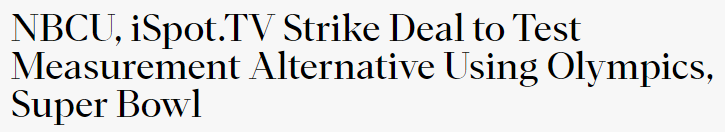 NBCU, iSpot.TV Strike Deal to Test
Measurement Alternative Using Olympics,
Super Bowl